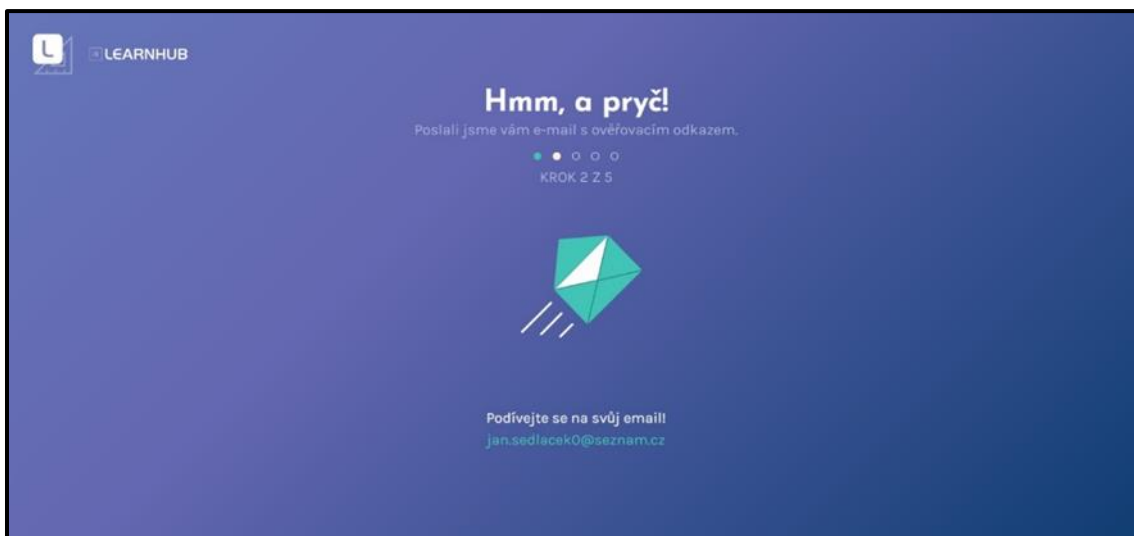 L
LEARNHUB
Hmm, a pryč!
Poslali jsme vám e-mail s ověřovacím odkazem.
KROK 2 Z 5
Podívejte se na svůj email!
jan.sedlacek0@seznam.cz